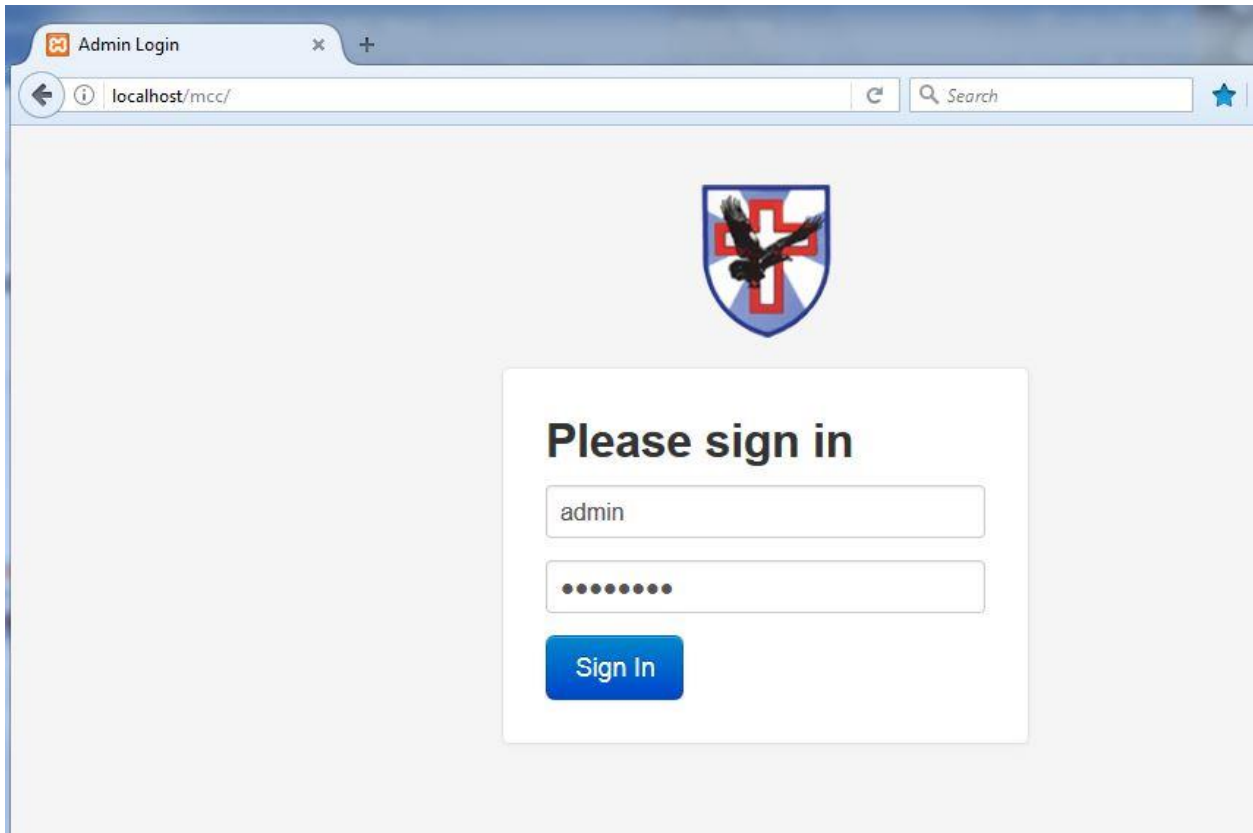 Admin Login
localhost/mcc/
Search
Please sign in
admin
••••••••
Sign In